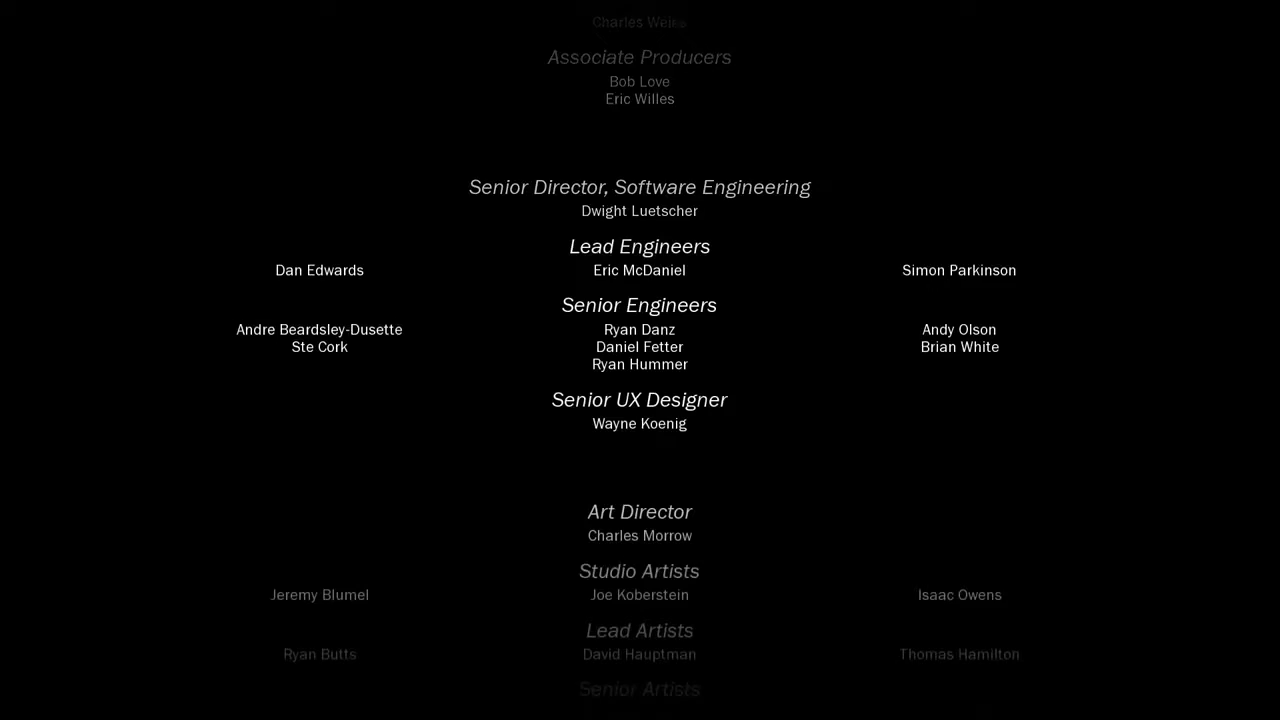 Charles Weiss
Associate Producers
Bob Love
Eric Willes
Senior Director, Software Engineering
Dwight Luetscher
Lead Engineers
Dan Edwards Eric McDaniel Simon Parkinson
Senior Engineers
Andre Beardsley-Dusette Ryan Danz Andy Olson
Ste Cork Daniel Fetter Brian White
Ryan Hummer
Senior UX Designer
Wayne Koenig
Art Director
Charles Morrow
Studio Artists
Jeremy Blumel Joe Koberstein Isaac Owens
Lead Artists
Ryan Butts David Hauptman Thomas Hamilton
Senior Artists